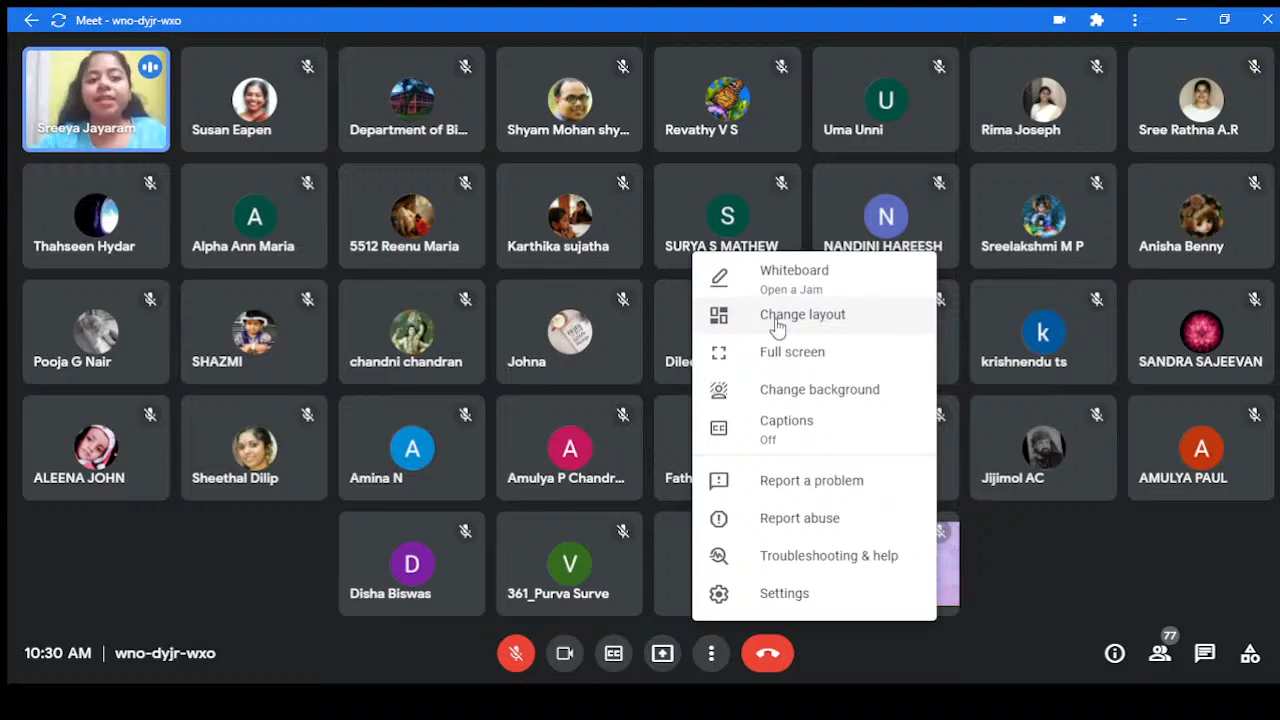 Meet - wno-dyjr-wxo
Sreeya Jayaram
Susan Eapen
Department of Bi...
Shyam Mohan shy...
Revathy V S
U
Uma Unni
Rima Joseph
Sree Rathna A.R
Thahseen Hydar
A
Alpha Ann Maria
5512 Reenu Maria
Karthika sujatha
S
SURYA S MATHEW
N
NANDINI HAREESH
Sreelakshmi M P
Anisha Benny
Pooja G Nair
SHAZMI
chandni chandran
Johna
Dilee
k
krishnendu ts
SANDRA SAJEEVAN
ALEENA JOHN
Sheethal Dilip
A
Amina N
A
Amulya P Chandr...
Fath
Jijimol AC
A
AMULYA PAUL
D
Disha Biswas
V
361_Purva Surve
Whiteboard
Open a Jam
Change layout
Full screen
Change background
CC
Captions
Off
Report a problem
Report abuse
Troubleshooting & help
Settings
10:30 AM | wno-dyjr-wxo
77